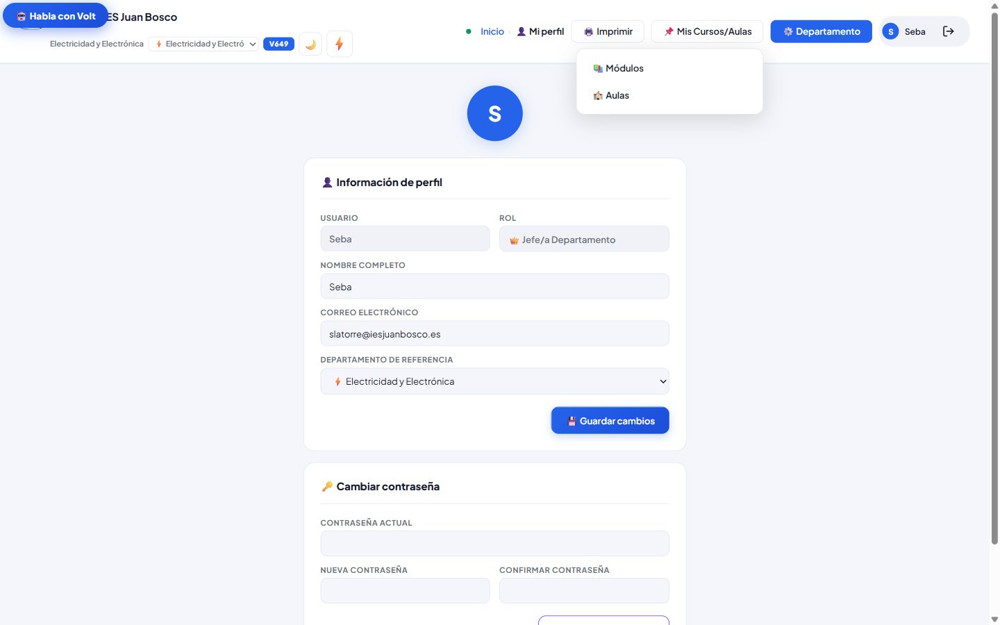 Habla con Volt
ES Juan Bosco
Electricidad y Electrónica
Electricidad y Electró
V649
Inicio
Mi perfil
Imprimir
Mis Cursos/Aulas
Departamento
S
Seba
Módulos
Aulas
S
Información de perfil
USUARIO
ROL
Seba
Jefe/a Departamento
NOMBRE COMPLETO
Seba
CORREO ELECTRÓNICO
slatorre@iesjuanbosco.es
DEPARTAMENTO DE REFERENCIA
Electricidad y Electrónica
Guardar cambios
Cambiar contraseña
CONTRASEÑA ACTUAL
NUEVA CONTRASEÑA
CONFIRMAR CONTRASEÑA